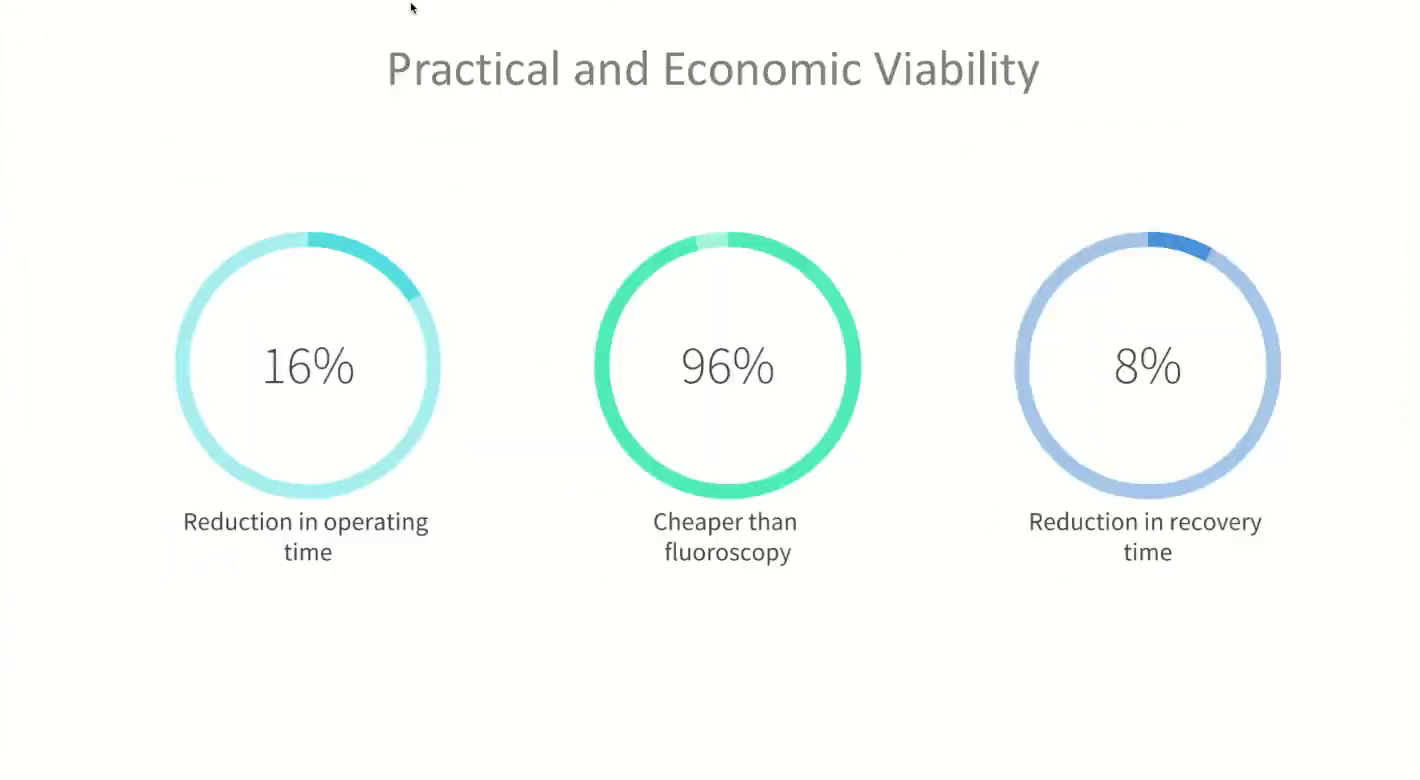 Practical and Economic Viability
16%
Reduction in operating
time
96%
Cheaper than
fluoroscopy
8%
Reduction in recovery
time